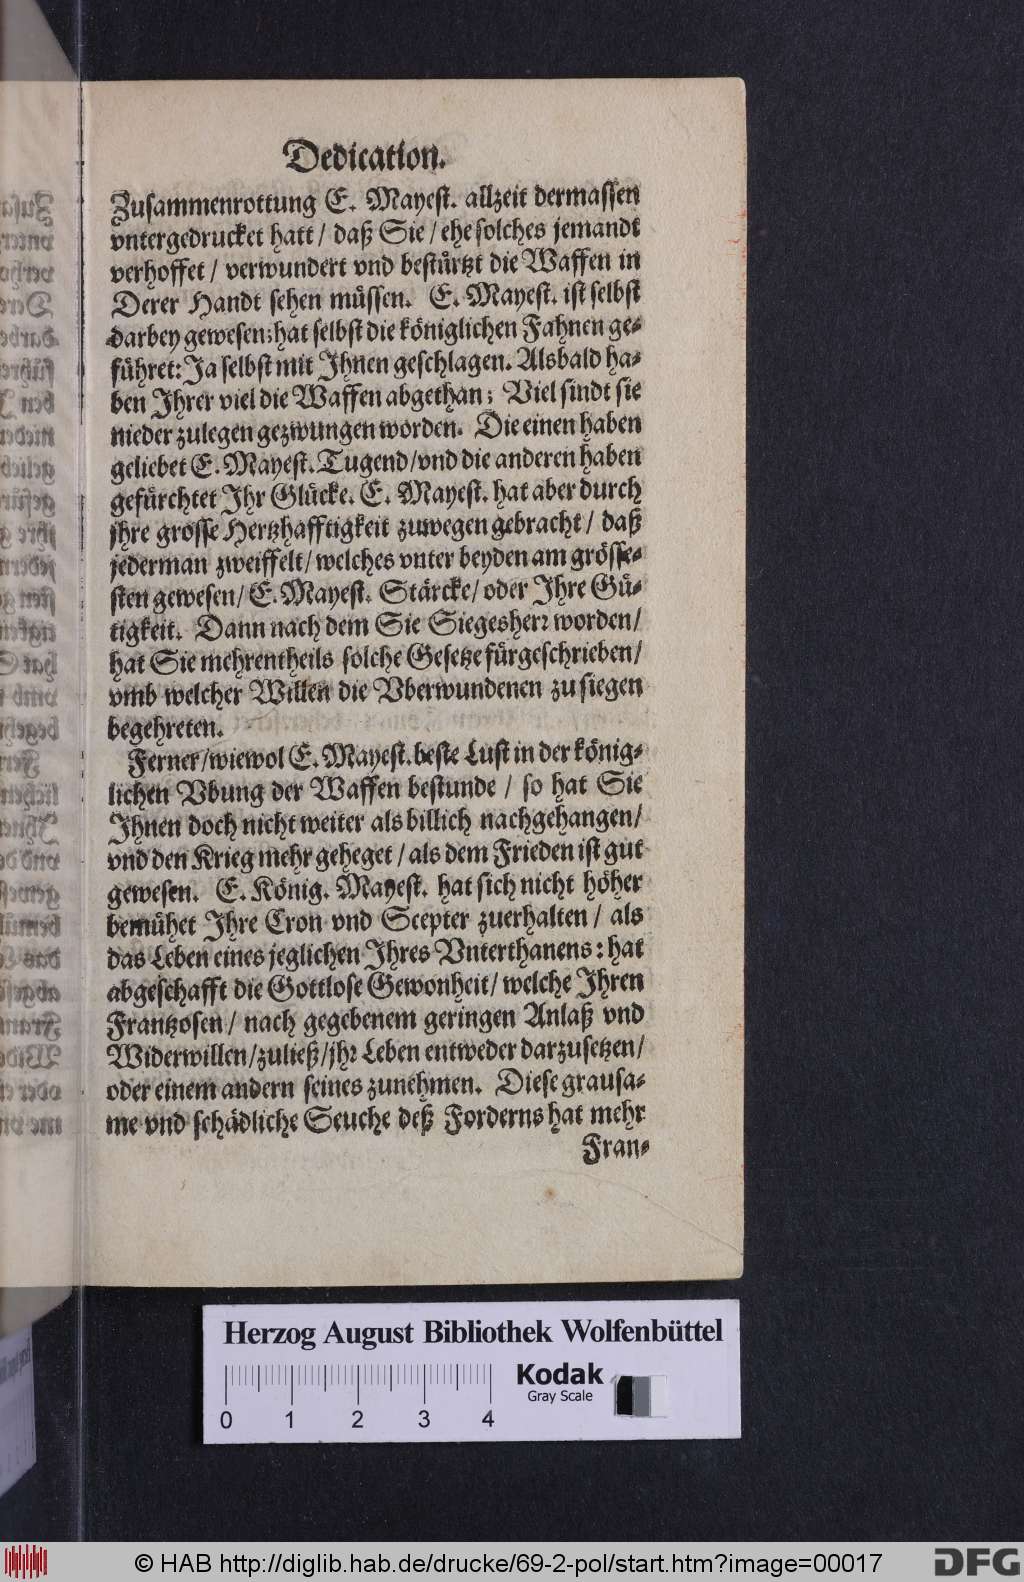 Dedication.
Zusammenrottung E. Mayest. allzeit dermassen
vntergedrucket hatt / daß Sie / ehe solches jemandt
verhoffet / verwundert vnd bestürtzt die Waffen in
Derer Handt sehen müssen. E. Mayest. ist selbst
darbey gewesen: hat selbst die königlichen Fahnen ge-
führet: Ja selbst mit Ihnen geschlagen. Alsbald ha-
ben Ihrer viel die Waffen abgethan; Viel sindt sie
nieder zulegen gezwungen worden. Die einen haben
geliebet E. Mayest. Tugend/vnd die anderen haben
gefürchtet Ihr Glücke. E. Mayest. hat aber durch
jhre grosse Hertzhafftigkeit zuwegen gebracht / daß
jederman zweiffelt / welches vnter beyden am grösse-
sten gewesen / E. Mayest. Stärcke / oder Ihre Gü-
tigkeit. Dann nach dem Sie Siegesherr worden /
hat Sie mehrentheils solche Gesetze fürgeschrieben /
vmb welcher Willen die Vberwundenen zu siegen
begehreten.
Ferner / wiewol E. Mayest. beste Lust in der könig-
lichen Vbung der Waffen bestunde / so hat Sie
Ihnen doch nicht weiter als billich nachgehangen /
vnd den Krieg mehr geheget / als dem Frieden ist gut
gewesen. E. König. Mayest. hat sich nicht höher
bemühet Ihre Cron vnd Scepter zuerhalten / als
das Leben eines jeglichen Ihres Vnterthanens: hat
abgeschafft die Gottlose Gewonheit / welche Ihren
Frantzosen / nach gegebenem geringen Anlaß vnd
Widerwillen / zuließ / jhr Leben entweder darzusetzen /
oder einem andern seines zunehmen. Diese grausa-
me vnd schädliche Seuche deß Forderns hat mehr
Fran-
Herzog August Bibliothek Wolfenbüttel
Kodak
Gray Scale
0 1 2 3 4
© HAB http://diglib.hab.de/drucke/69-2-pol/start.htm?image=00017
DFG